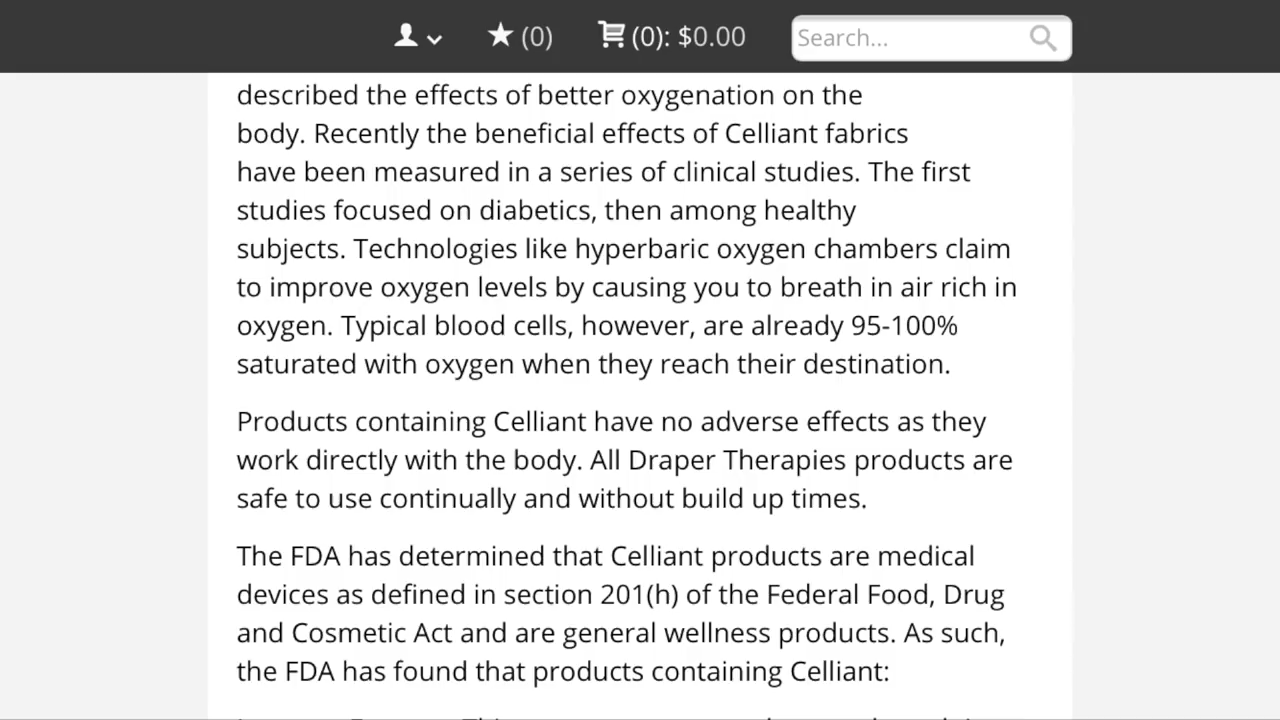 (0) (0): $0.00 Search...
described the effects of better oxygenation on the
body. Recently the beneficial effects of Celliant fabrics
have been measured in a series of clinical studies. The first
studies focused on diabetics, then among healthy
subjects. Technologies like hyperbaric oxygen chambers claim
to improve oxygen levels by causing you to breath in air rich in
oxygen. Typical blood cells, however, are already 95-100%
saturated with oxygen when they reach their destination.
Products containing Celliant have no adverse effects as they
work directly with the body. All Draper Therapies products are
safe to use continually and without build up times.
The FDA has determined that Celliant products are medical
devices as defined in section 201(h) of the Federal Food, Drug
and Cosmetic Act and are general wellness products. As such,
the FDA has found that products containing Celliant: